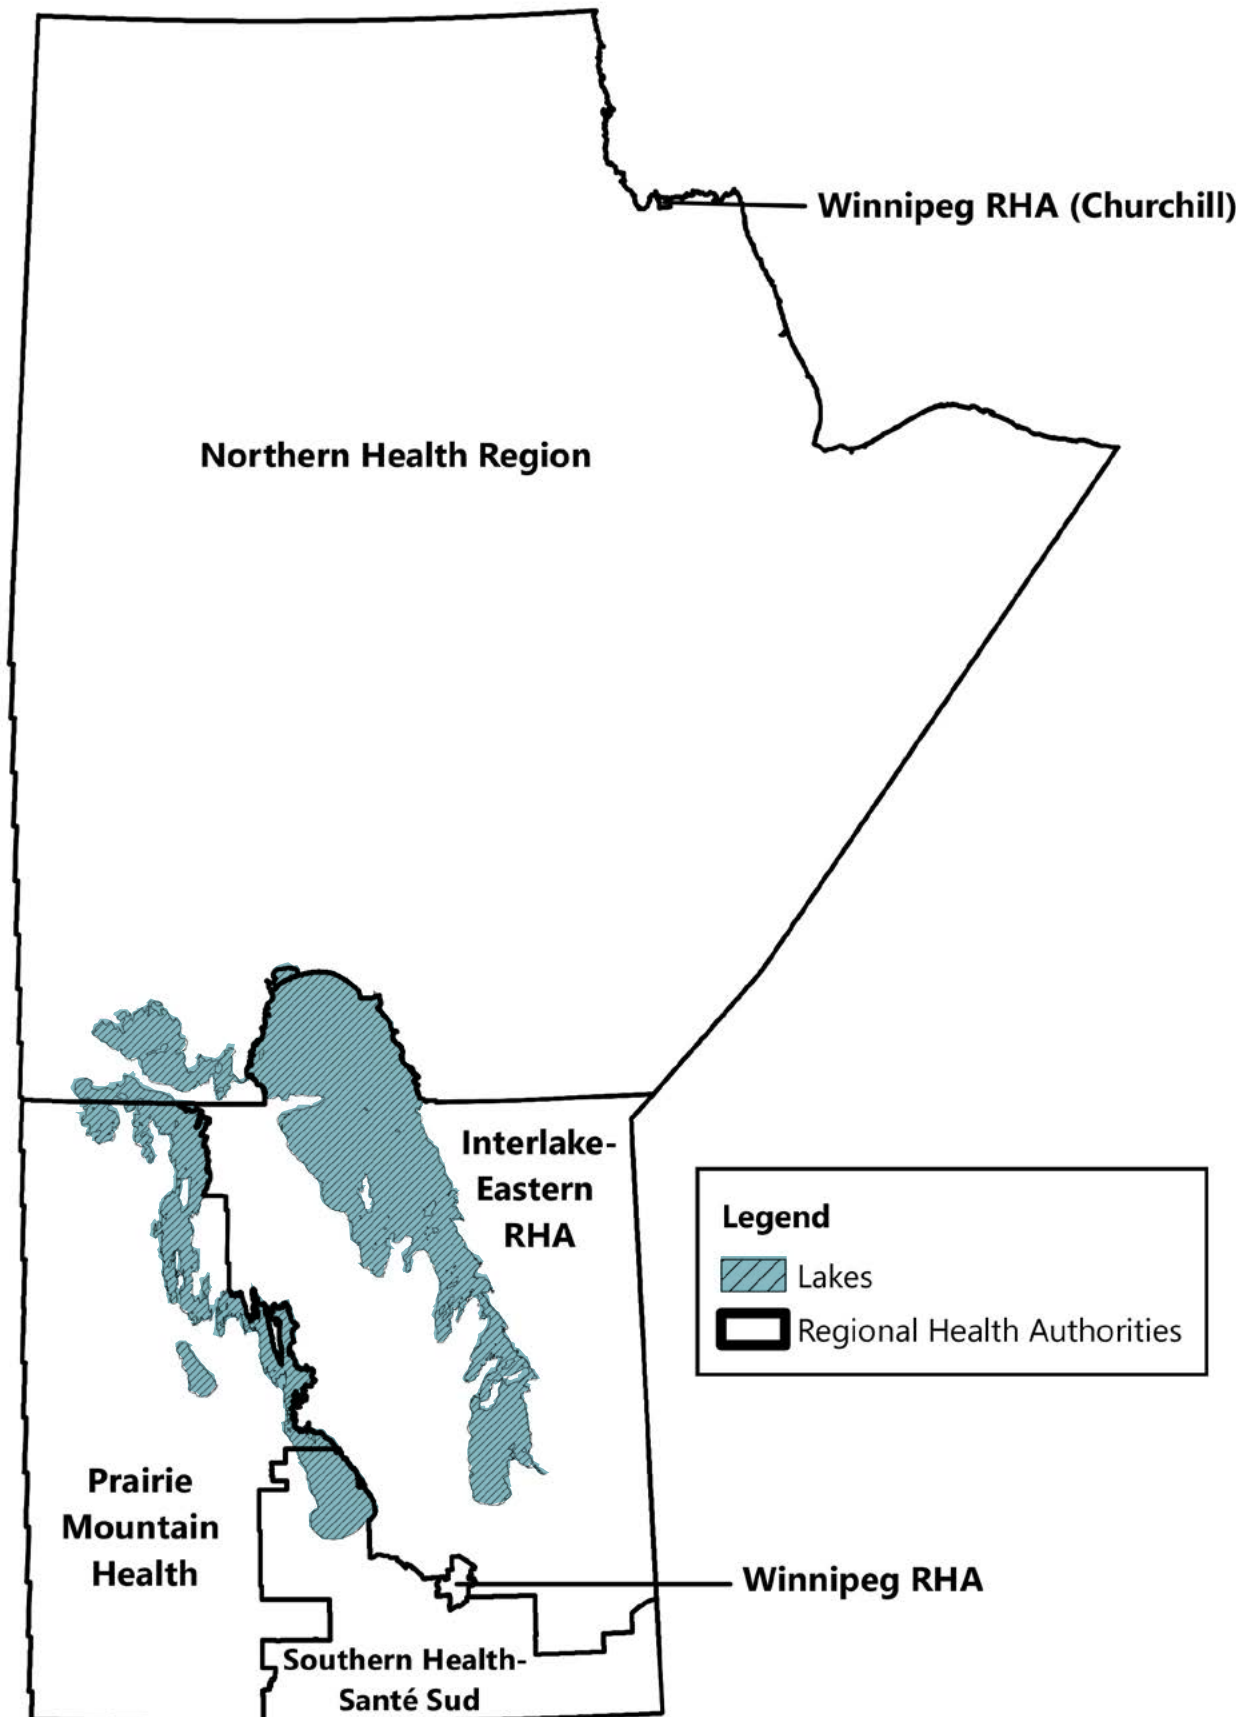 Winnipeg RHA (Churchill)
Northern Health Region
Interlake-
Eastern
RHA
Legend
Lakes
Regional Health Authorities
Prairie
Mountain
Health
Winnipeg RHA
Southern Health-
Santé Sud